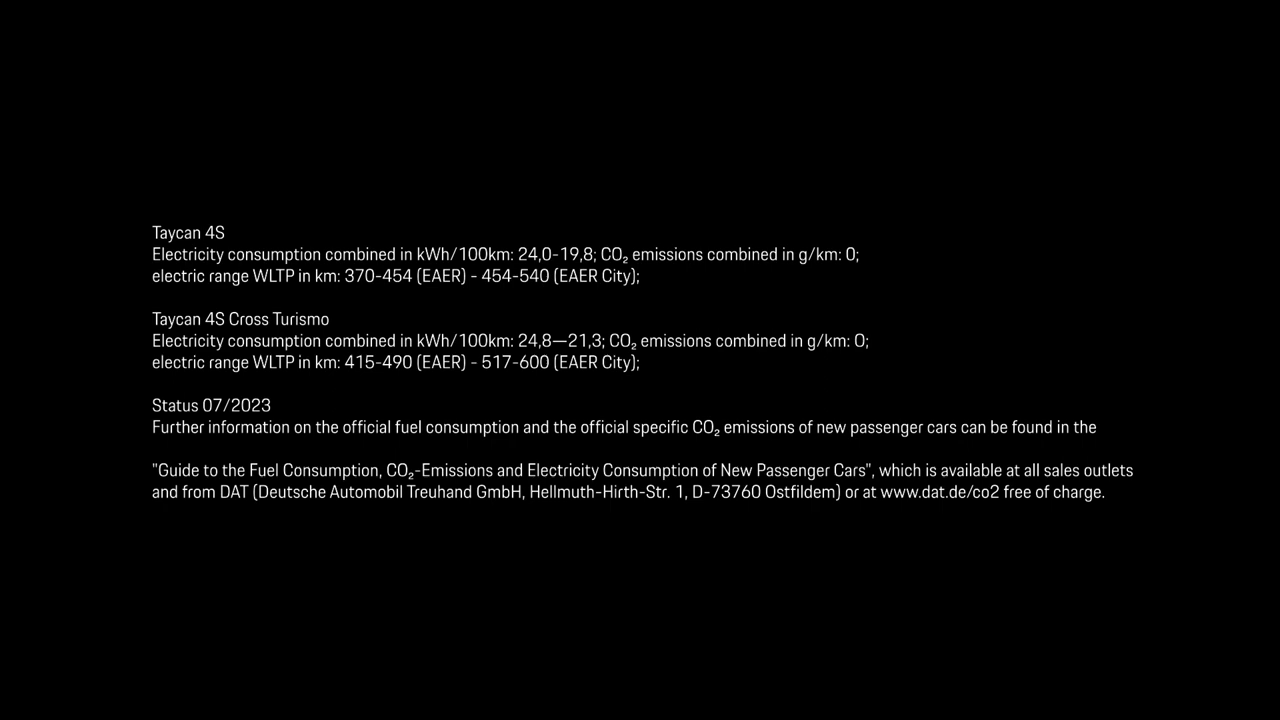 Taycan 4S
Electricity consumption combined in kWh/100km: 24,0-19,8; CO₂ emissions combined in g/km: 0;
electric range WLTP in km: 370-454 (EAER) - 454-540 (EAER City);
Taycan 4S Cross Turismo
Electricity consumption combined in kWh/100km: 24,8—21,3; CO₂ emissions combined in g/km: 0;
electric range WLTP in km: 415-490 (EAER) - 517-600 (EAER City);
Status 07/2023
Further information on the official fuel consumption and the official specific CO₂ emissions of new passenger cars can be found in the
"Guide to the Fuel Consumption, CO₂-Emissions and Electricity Consumption of New Passenger Cars", which is available at all sales outlets
and from DAT (Deutsche Automobil Treuhand GmbH, Hellmuth-Hirth-Str. 1, D-73760 Ostfildem) or at www.dat.de/co2 free of charge.